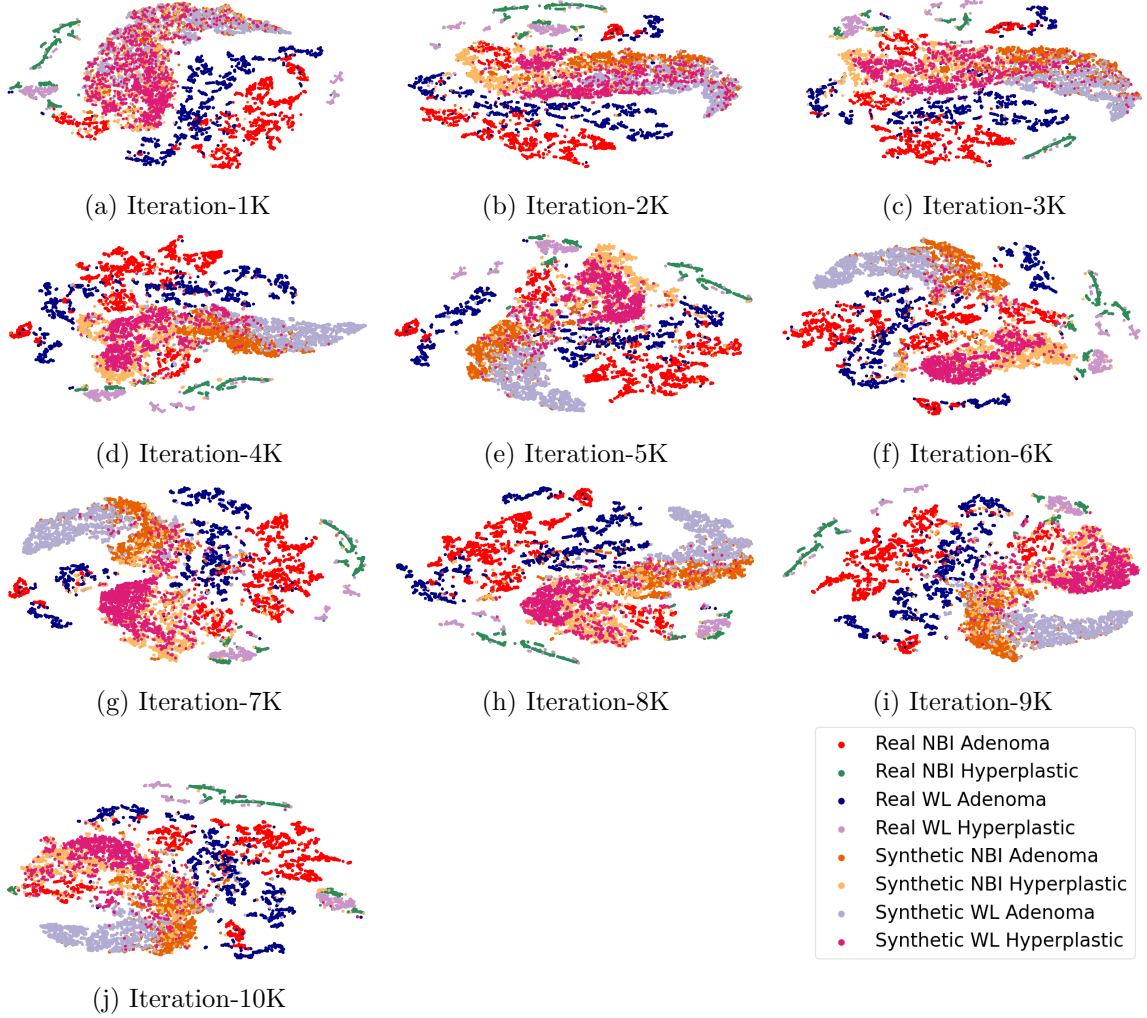 (a) Iteration-1K
(b) Iteration-2K
(c) Iteration-3K
(d) Iteration-4K
(e) Iteration-5K
(f) Iteration-6K
(g) Iteration-7K
(h) Iteration-8K
(i) Iteration-9K
Real NBI Adenoma
Real NBI Hyperplastic
Real WL Adenoma
Real WL Hyperplastic
Synthetic NBI Adenoma
Synthetic NBI Hyperplastic
Synthetic WL Adenoma
Synthetic WL Hyperplastic
(j) Iteration-10K